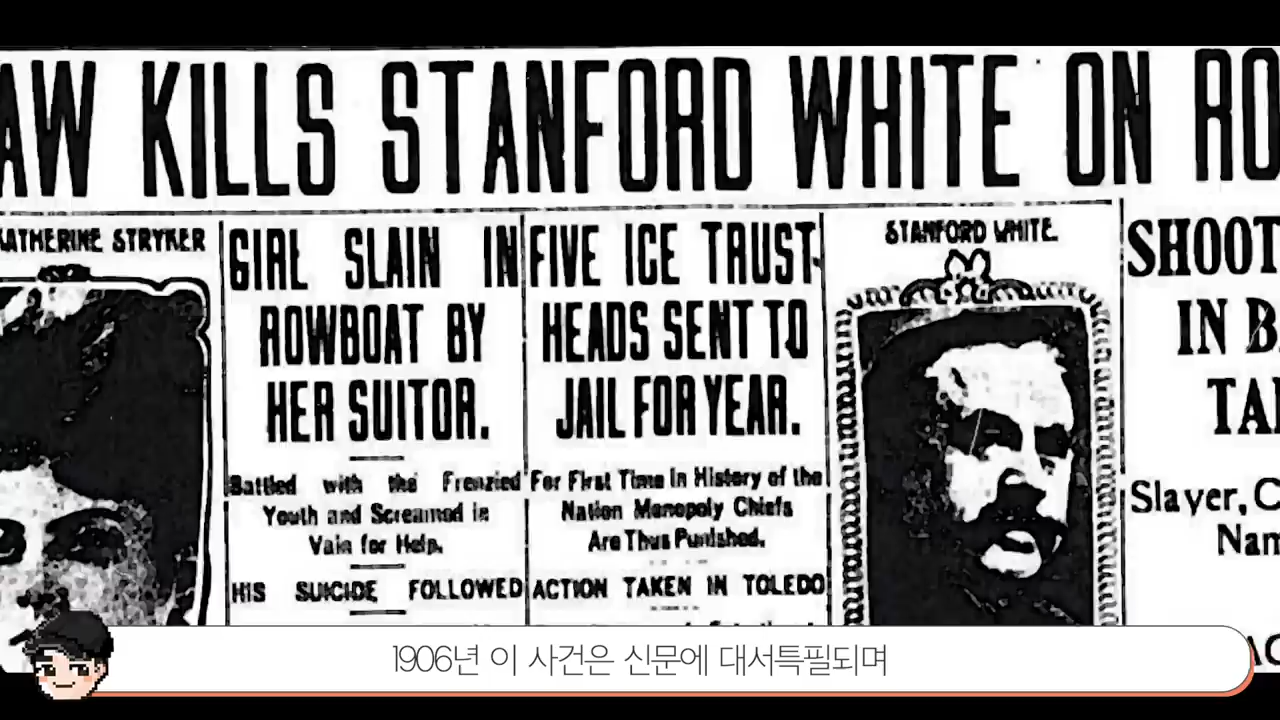 AW KILLS STANFORD WHITE ON RO
KATHERINE STRYKER
GIRL SLAIN IN
ROWBOAT BY
HER SUITOR.
Battled with the Frenzied
Youth and Screamed in
Vain for Help.
HIS SUICIDE FOLLOWED
FIVE ICE TRUST
HEADS SENT TO
JAIL FOR YEAR.
For First Time in History of the
Nation Monopoly Chiefs
Are Thus Punished.
ACTION TAKEN IN TOLEDO
STANFORD WHITE.
SHOOT
IN B
TA
Slayer, C
Nam
1906년 이 사건은 신문에 대서특필되며